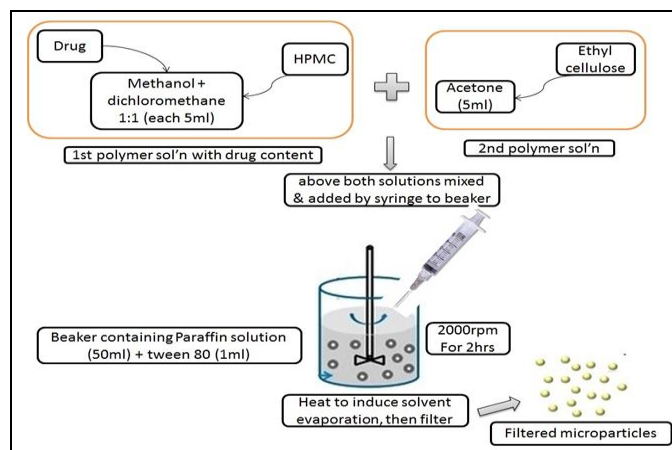 Drug
HPMC
Methanol +
dichloromethane
1:1 (each 5ml)
Ethyl
cellulose
Acetone
(5ml)
1st polymer sol'n with drug content
2nd polymer sol'n
above both solutions mixed
& added by syringe to beaker
Beaker containing Paraffin solution
(50ml) + tween 80 (1ml)
2000rpm
For 2hrs
Heat to induce solvent
evaporation, then filter
Filtered microparticles